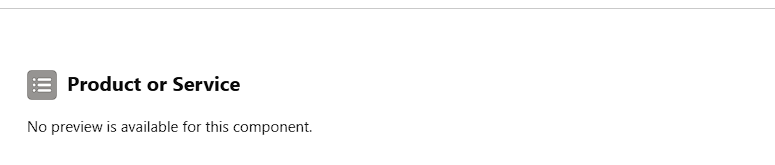 Product or Service
No preview is available for this component.